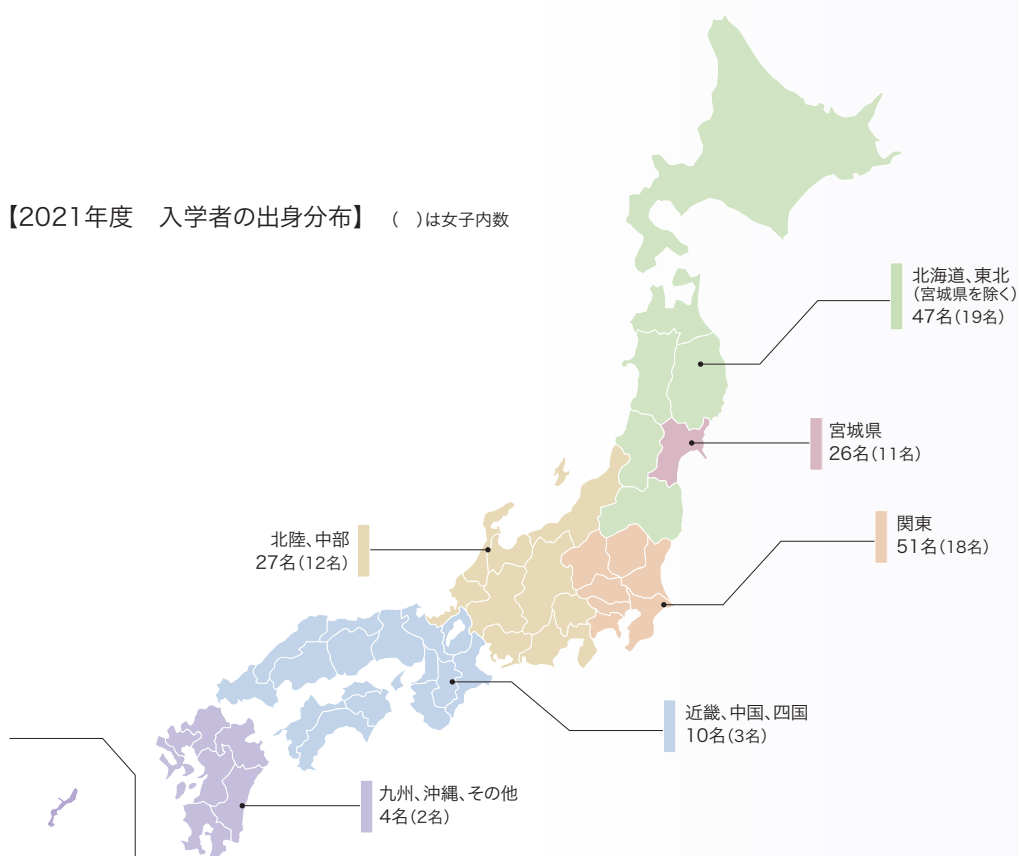 【2021年度　入学者の出身分布】　（　）は女子内数
北海道、東北
（宮城県を除く）
47名（19名）
宮城県
26名（11名）
関東
51名（18名）
北陸、中部
27名（12名）
近畿、中国、四国
10名（3名）
九州、沖縄、その他
4名（2名）